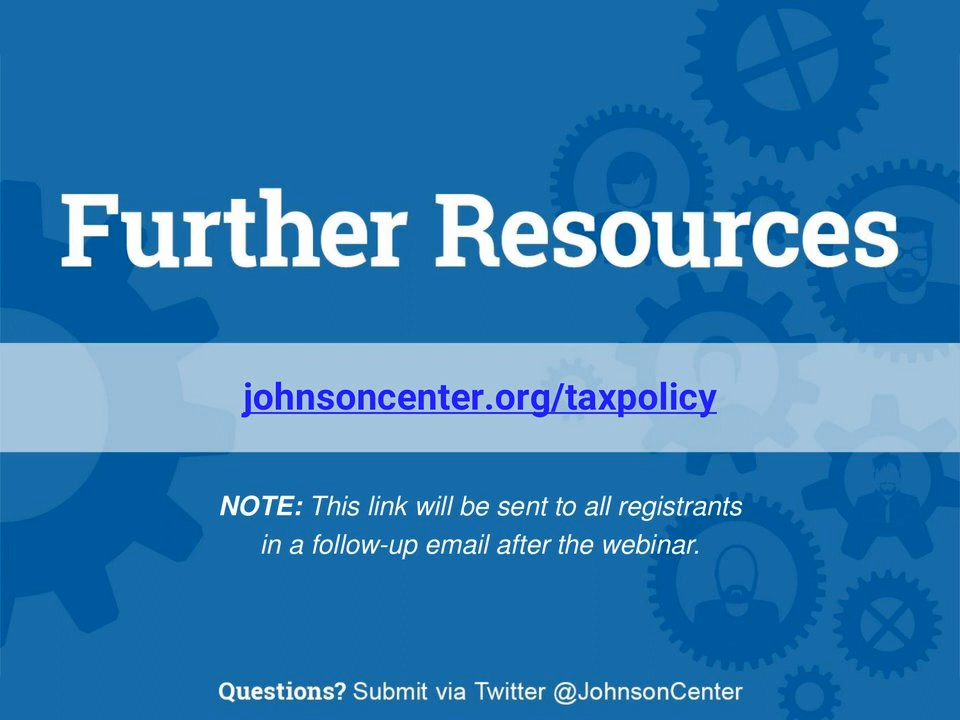 Further Resources
johnsoncenter.org/taxpolicy
NOTE: This link will be sent to all registrants
in a follow-up email after the webinar.
Questions? Submit via Twitter @JohnsonCenter